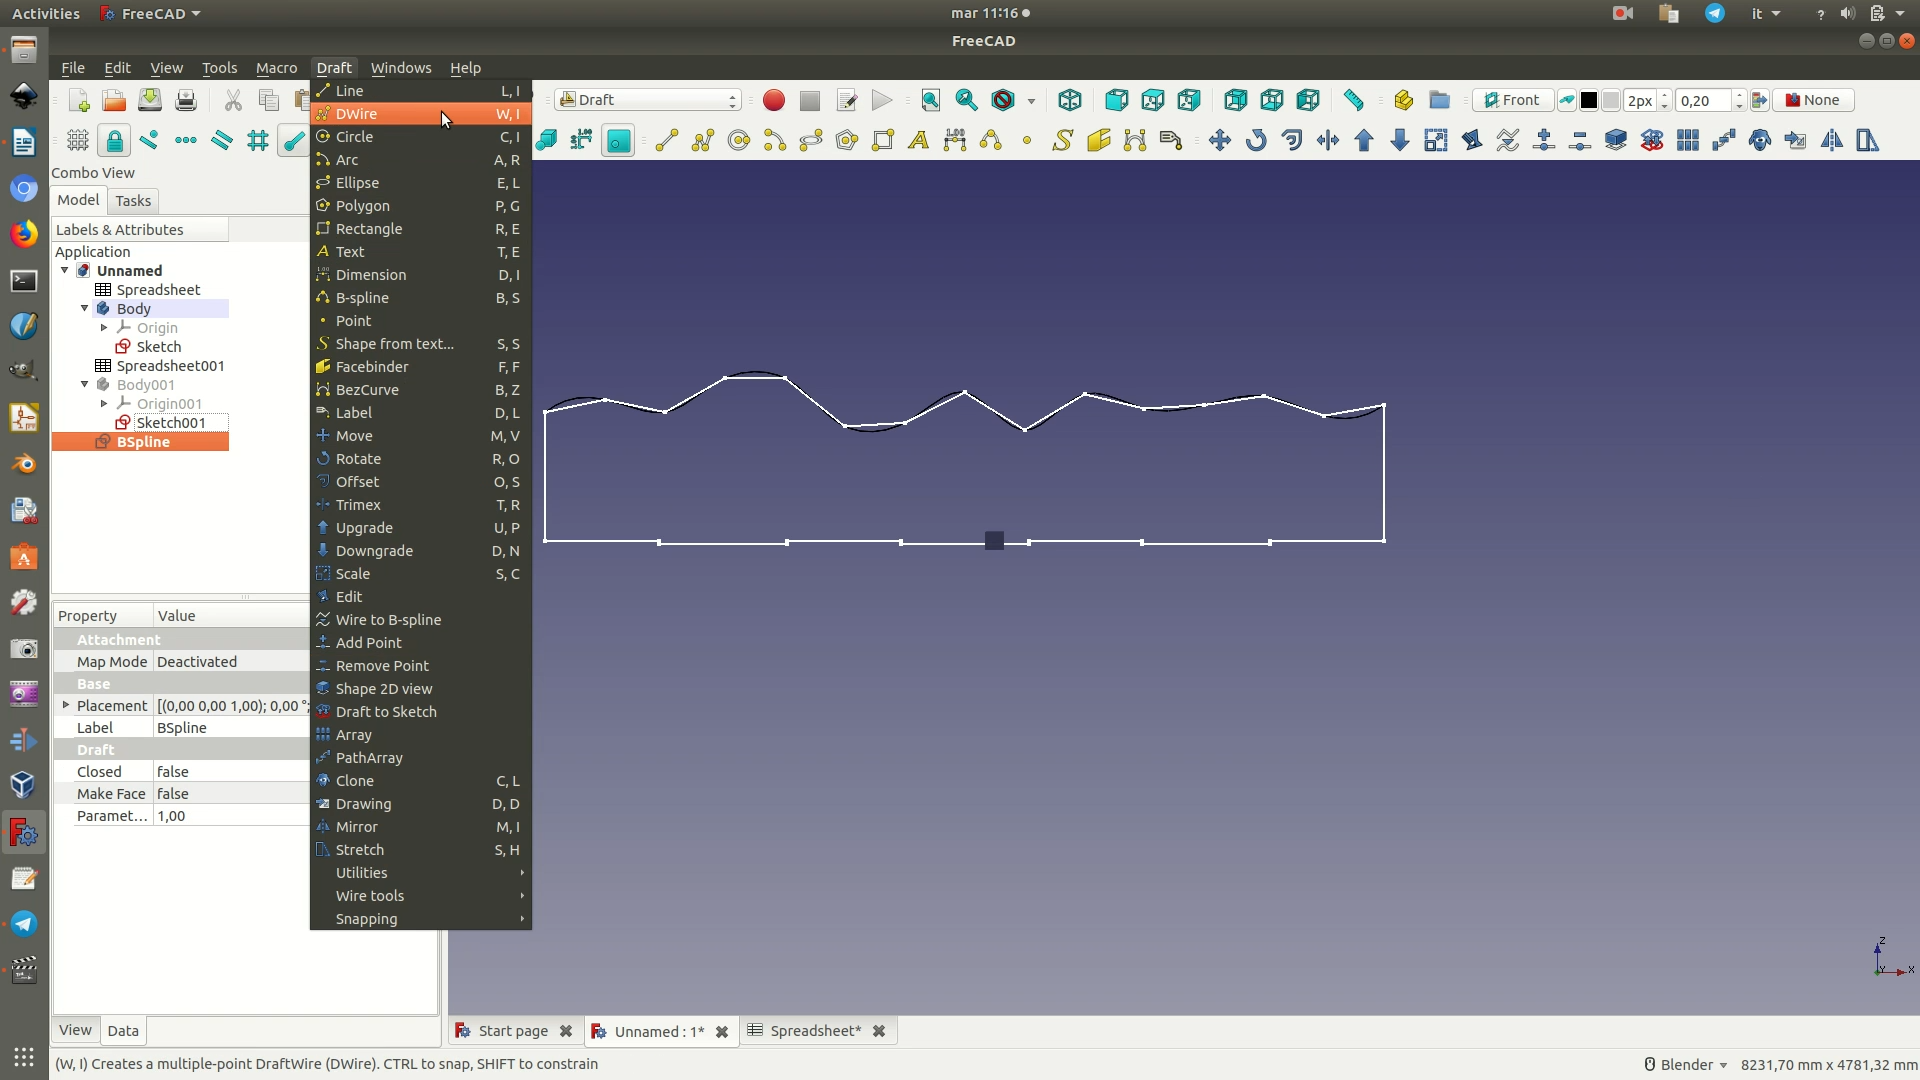 Activities FreeCAD mar 11:16 it ?
FreeCAD
File Edit View Tools Macro Draft Windows Help
Draft Front 2px 0,20 None
Combo View
Model Tasks
Labels & Attributes
Application
Unnamed
Spreadsheet
Body
Origin
Sketch
Spreadsheet001
Body001
Origin001
Sketch001
BSpline
Line L, I
DWire W, I
Circle C, I
Arc A, R
Ellipse E, L
Polygon P, G
Rectangle R, E
Text T, E
Dimension D, I
B-spline B, S
Point
Shape from text... S, S
Facebinder F, F
BezCurve B, Z
Label D, L
Move M, V
Rotate R, O
Offset O, S
Trimex T, R
Upgrade U, P
Downgrade D, N
Scale S, C
Edit
Wire to B-spline
Add Point
Remove Point
Shape 2D view
Draft to Sketch
Array
PathArray
Clone C, L
Drawing D, D
Mirror M, I
Stretch S, H
Utilities
Wire tools
Snapping
Property Value
Attachment
Map Mode Deactivated
Base
Placement [(0,00 0,00 1,00); 0,00 °;
Label BSpline
Draft
Closed false
Make Face false
Paramet... 1,00
View Data
Z
Y X
Start page Unnamed : 1* Spreadsheet*
(W, I) Creates a multiple-point DraftWire (DWire). CTRL to snap, SHIFT to constrain
Blender 8231,70 mm x 4781,32 mm